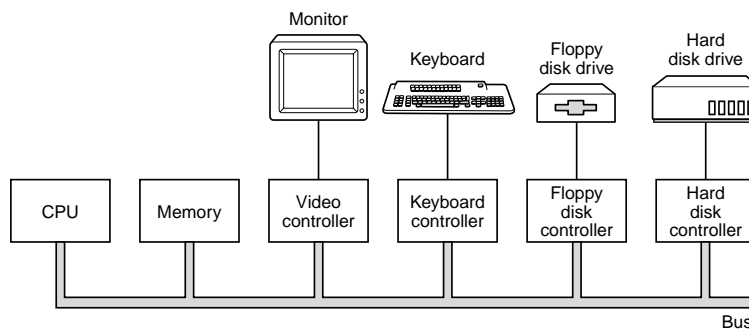 Monitor
Keyboard
Floppy
disk drive
Hard
disk drive
CPU
Memory
Video
controller
Keyboard
controller
Floppy
disk
controller
Hard
disk
controller
Bus